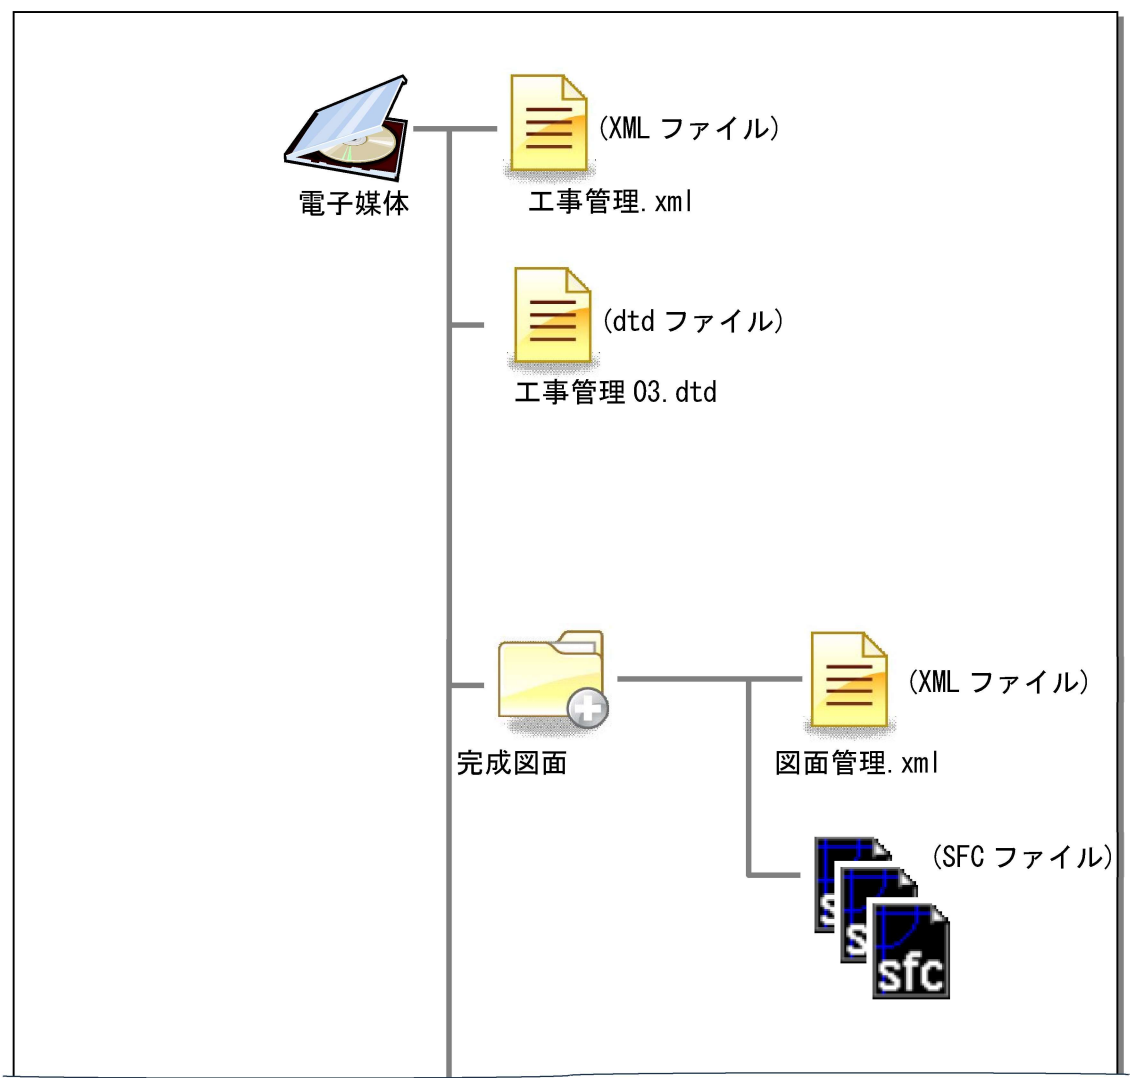 (XML ファイル)
電子媒体
工事管理.xml
(dtd ファイル)
工事管理03.dtd
(XML ファイル)
完成図面
図面管理.xml
(SFC ファイル)
s
s
sfc